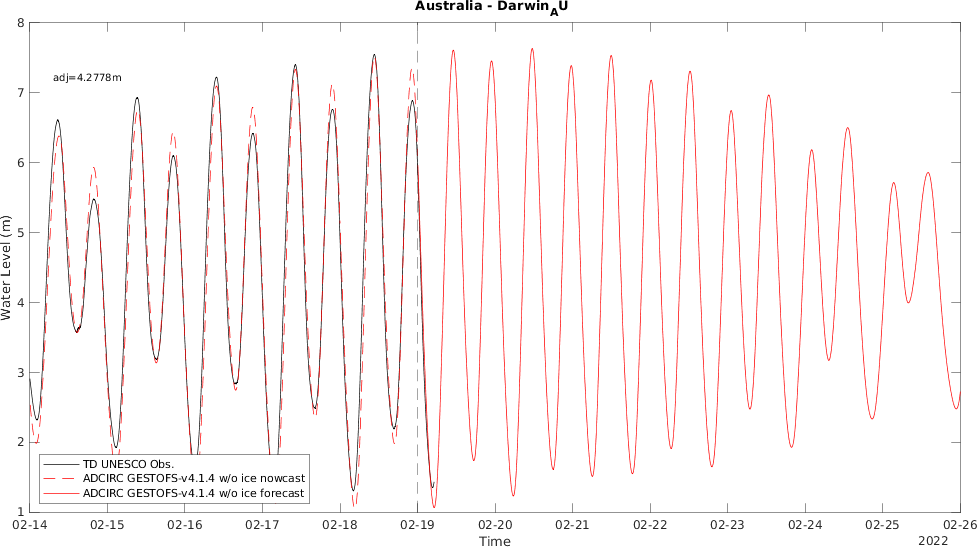 Australia - DarwinAU
adj=4.2778m
8
7
6
5
4
3
2
1
Water Level (m)
TD UNESCO Obs.
ADCIRC GESTOFS-v4.1.4 w/o ice nowcast
ADCIRC GESTOFS-v4.1.4 w/o ice forecast
02-14 02-15 02-16 02-17 02-18 02-19 02-20 02-21 02-22 02-23 02-24 02-25 02-26
Time
2022